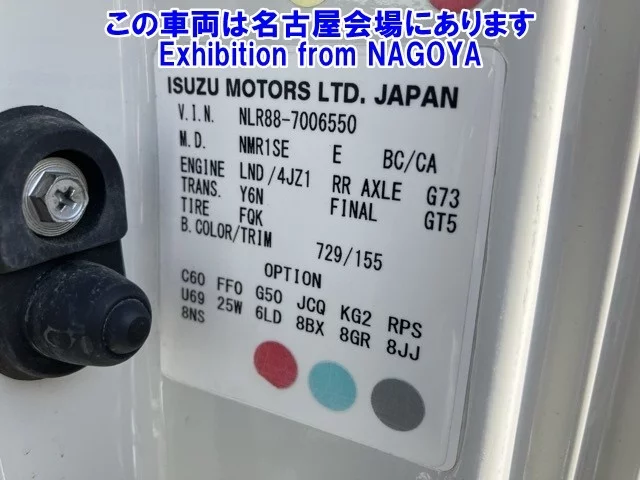 この車両は名古屋会場にあります
Exhibition from NAGOYA
ISUZU MOTORS LTD. JAPAN
V.I.N. NLR88-7006550
M.D. NMR1SE E BC/CA
ENGINE LND/4JZ1 RR AXLE G73
TRANS. Y6N FINAL GT5
TIRE FQK
B.COLOR/TRIM 729/155
OPTION
C60 FF0 G50 JCQ KG2 RPS
U69 25W 6LD 8BX 8GR 8JJ
8NS